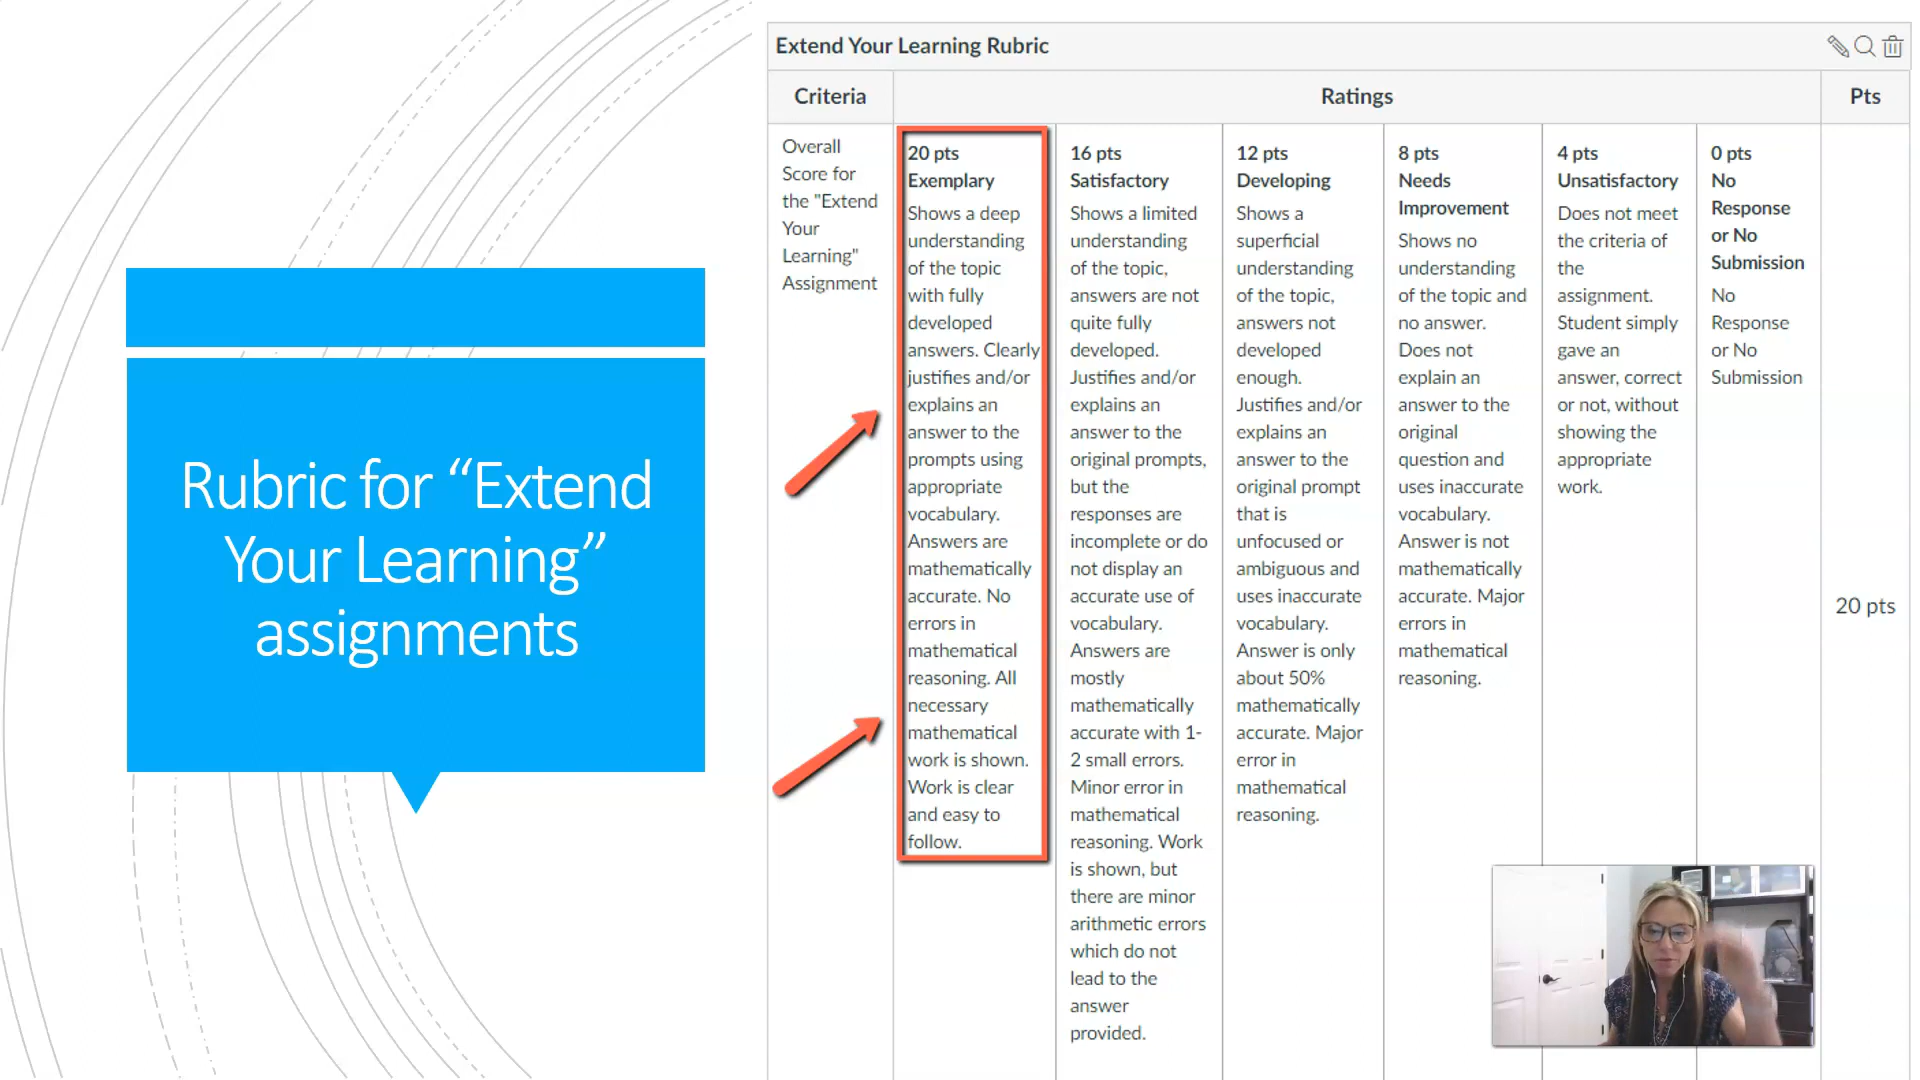 Rubric for “Extend
Your Learning”
assignments
Extend Your Learning Rubric
Criteria
Ratings
Pts
Overall
Score for
the "Extend
Your
Learning"
Assignment
20 pts
Exemplary
Shows a deep
understanding
of the topic
with fully
developed
answers. Clearly
justifies and/or
explains an
answer to the
prompts using
appropriate
vocabulary.
Answers are
mathematically
accurate. No
errors in
mathematical
reasoning. All
necessary
mathematical
work is shown.
Work is clear
and easy to
follow.
16 pts
Satisfactory
Shows a limited
understanding
of the topic,
answers are not
quite fully
developed.
Justifies and/or
explains an
answer to the
original prompts,
but the
responses are
incomplete or do
not display an
accurate use of
vocabulary.
Answers are
mostly
mathematically
accurate with 1-
2 small errors.
Minor error in
mathematical
reasoning. Work
is shown, but
there are minor
arithmetic errors
which do not
lead to the
answer
provided.
12 pts
Developing
Shows a
superficial
understanding
of the topic,
answers not
developed
enough.
Justifies and/or
explains an
answer to the
original prompt
that is
unfocused or
ambiguous and
uses inaccurate
vocabulary.
Answer is only
about 50%
mathematically
accurate. Major
error in
mathematical
reasoning.
8 pts
Needs
Improvement
Shows no
understanding
of the topic and
no answer.
Does not
explain an
answer to the
original
question and
uses inaccurate
vocabulary.
Answer is not
mathematically
accurate. Major
errors in
mathematical
reasoning.
4 pts
Unsatisfactory
Does not meet
the criteria of
the
assignment.
Student simply
gave an
answer, correct
or not, without
showing the
appropriate
work.
0 pts
No
Response
or No
Submission
No
Response
or No
Submission
20 pts